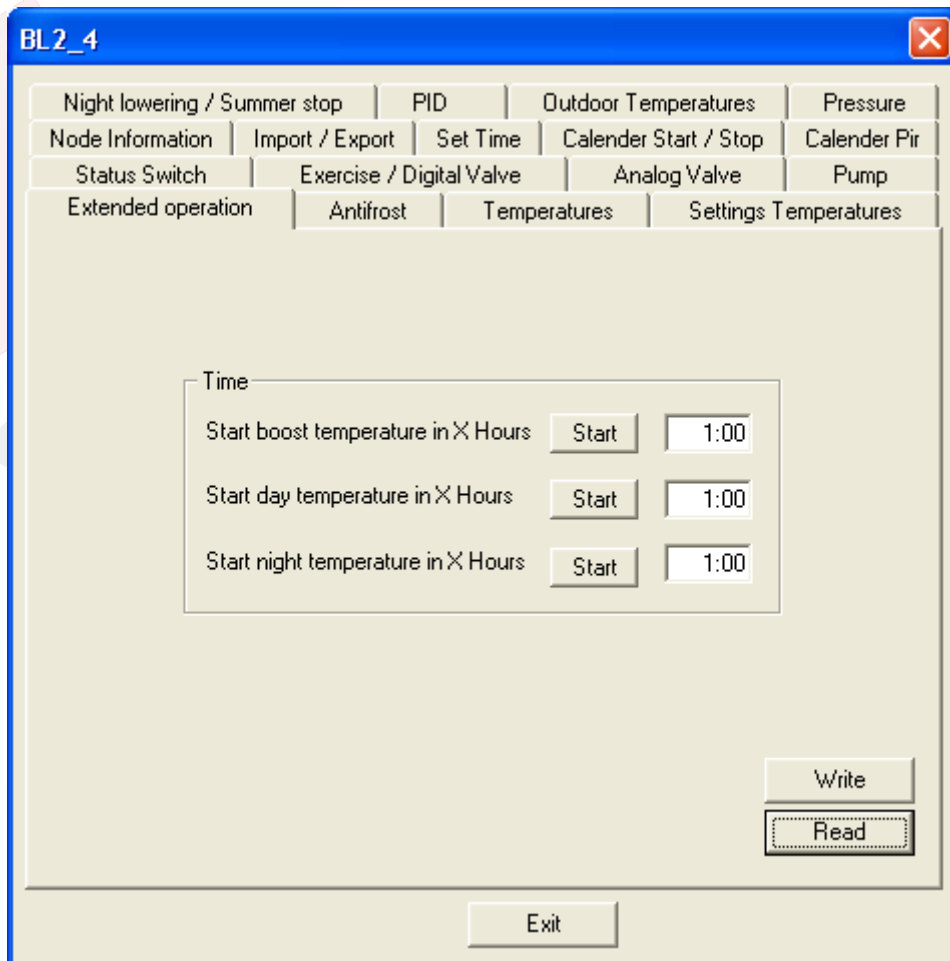 BL2_4
Night lowering / Summer stop PID Outdoor Temperatures Pressure
Node Information Import / Export Set Time Calender Start / Stop Calender Pir
Status Switch Exercise / Digital Valve Analog Valve Pump
Extended operation Antifrost Temperatures Settings Temperatures
Time
Start boost temperature in X Hours Start 1:00
Start day temperature in X Hours Start 1:00
Start night temperature in X Hours Start 1:00
Write
Read
Exit